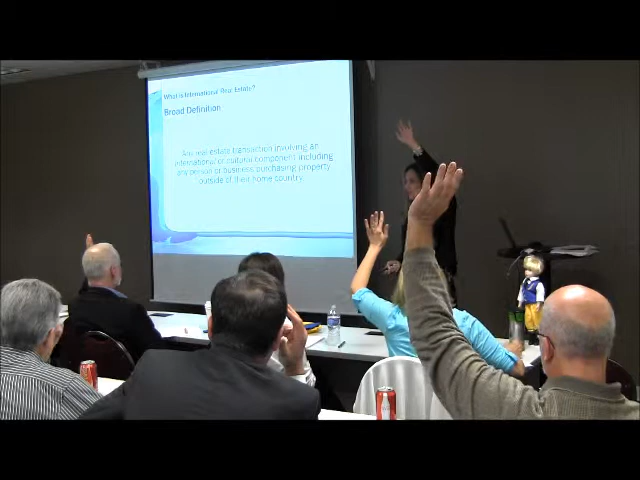 What is International Real Estate?
Broad Definition
Any real estate transaction involving an
international or cultural component including
any person or business purchasing property
outside of their home country.